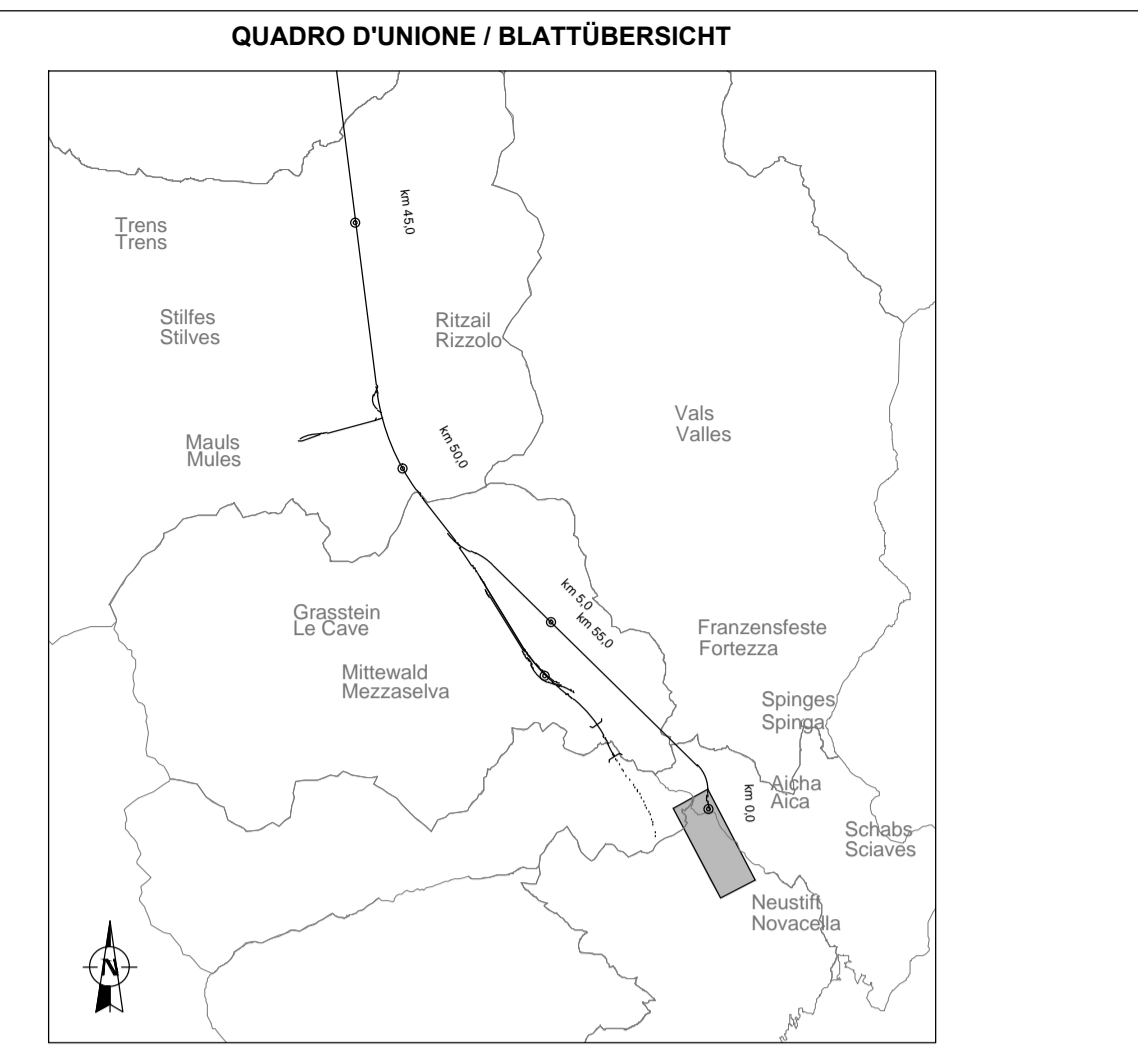 QUADRO D'UNIONE / BLATTÜBERSICHT
km 45,0
Trens
Trens
Stilfes
Stilves
Ritzail
Rizzolo
Vals
Valles
Mauls
Mules
km 50,0
km 5,0
km 55,0
Grasstein
Le Cave
Franzensfeste
Fortezza
Mittewald
Mezzaselva
Spinges
Spinga
Aicha
Aica
km 0,0
Schabs
Sciaves
Neustift
Novacella
N